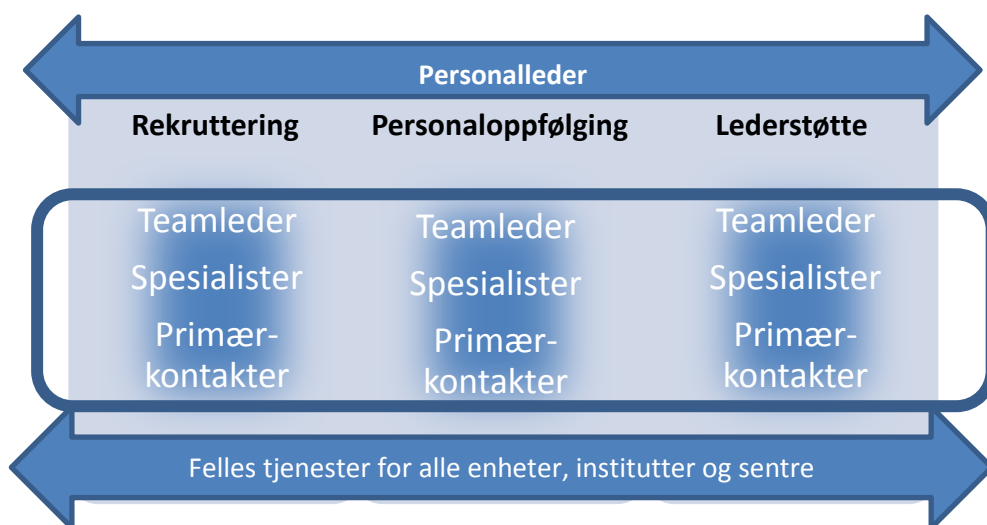 Personalleder
Rekruttering
Personaloppfølging
Lederstøtte
Teamleder
Spesialister
Primær-
kontakter
Teamleder
Spesialister
Primær-
kontakter
Teamleder
Spesialister
Primær-
kontakter
Felles tjenester for alle enheter, institutter og sentre